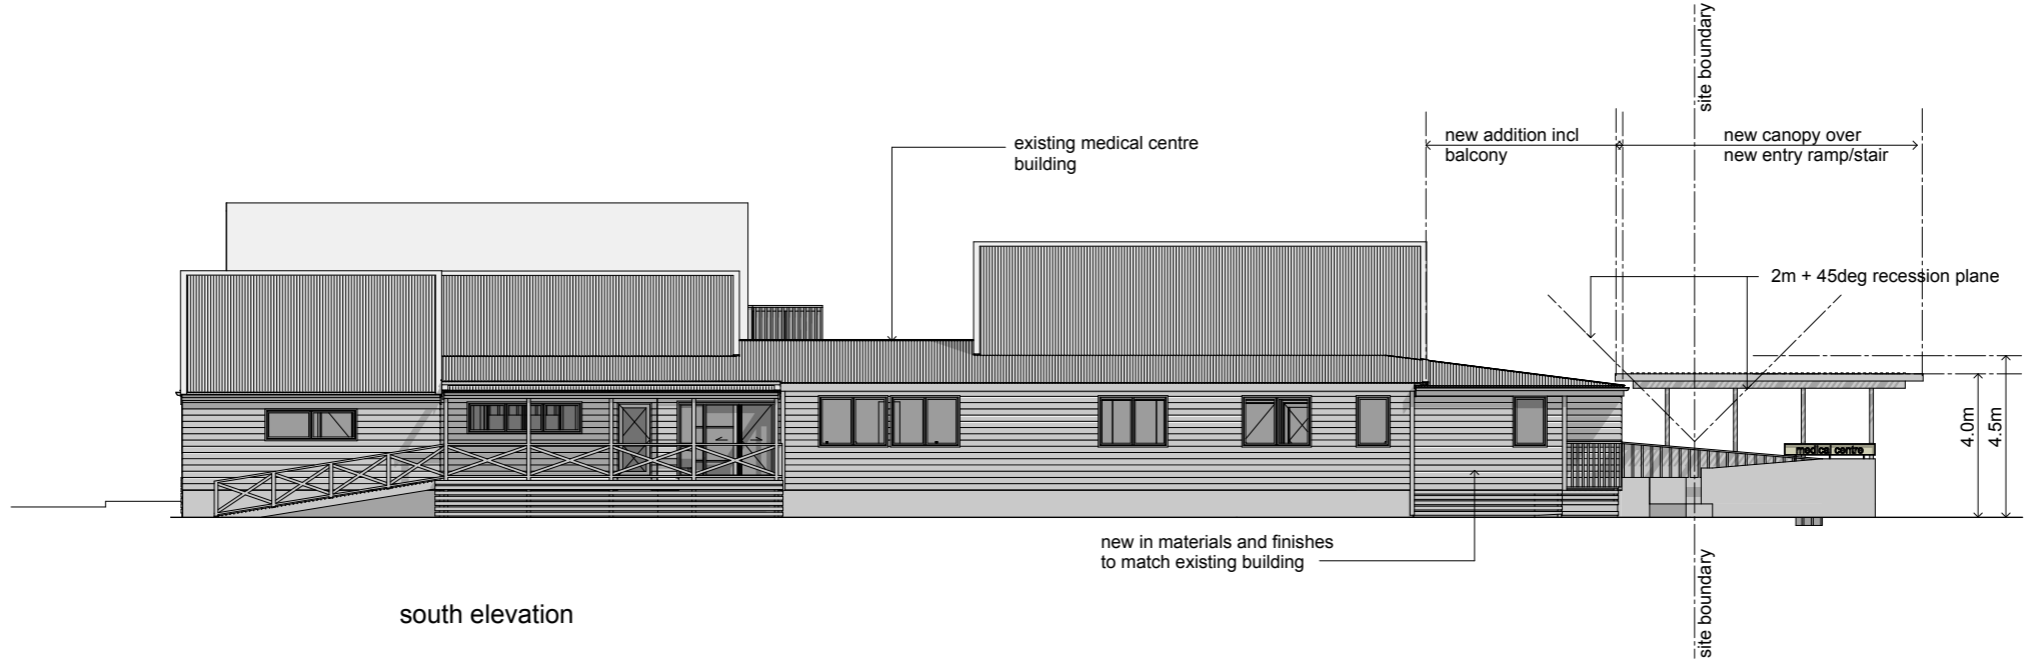 site boundary
existing medical centre
building
new addition incl
balcony
new canopy over
new entry ramp/stair
2m + 45deg recession plane
4.0m
4.5m
medical centre
new in materials and finishes
to match existing building
site boundary
south elevation